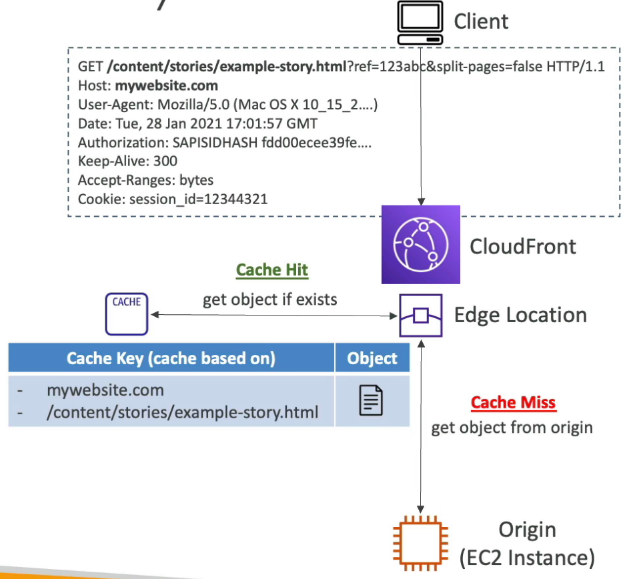 Client
GET /content/stories/example-story.html?ref=123abc&split-pages=false HTTP/1.1
Host: mywebsite.com
User-Agent: Mozilla/5.0 (Mac OS X 10_15_2....)
Date: Tue, 28 Jan 2021 17:01:57 GMT
Authorization: SAPISIDHASH fdd00ecee39fe....
Keep-Alive: 300
Accept-Ranges: bytes
Cookie: session_id=12344321
CloudFront
Cache Hit
get object if exists
CACHE
Edge Location
Cache Key (cache based on) Object
- mywebsite.com
- /content/stories/example-story.html
Cache Miss
get object from origin
Origin
(EC2 Instance)